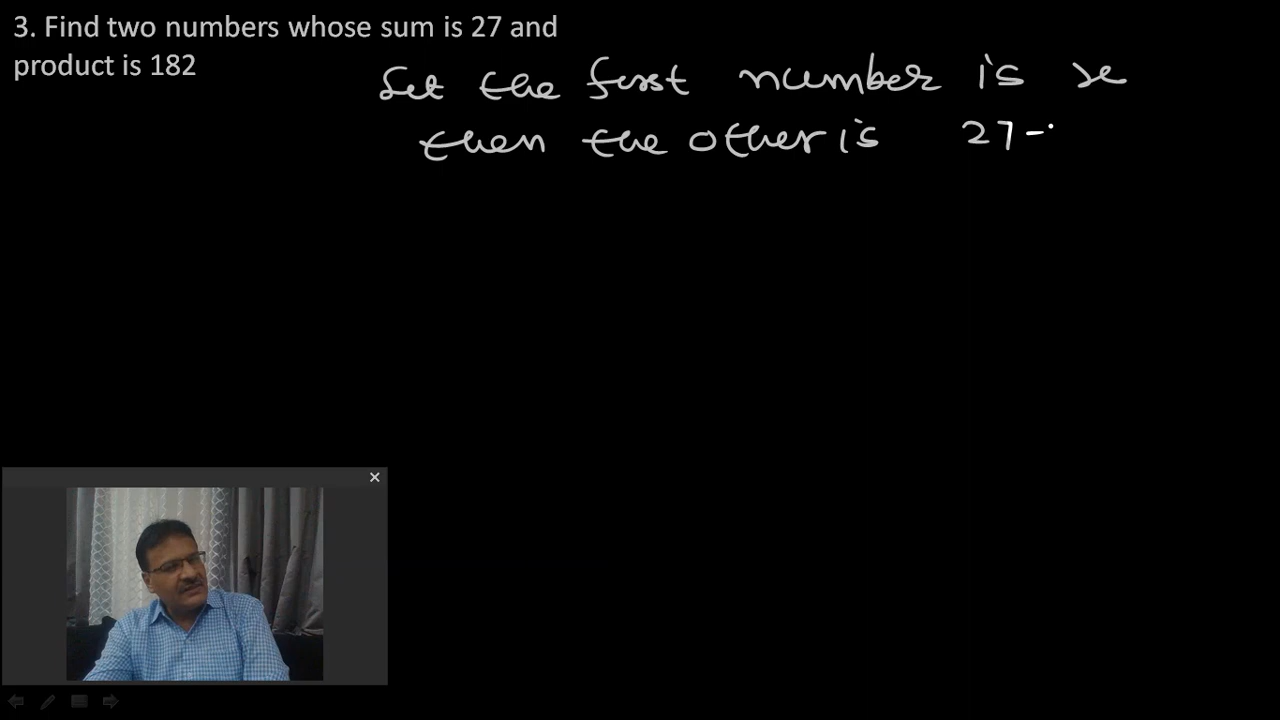 3. Find two numbers whose sum is 27 and
product is 182
Let the first number is x
then the other is 27-